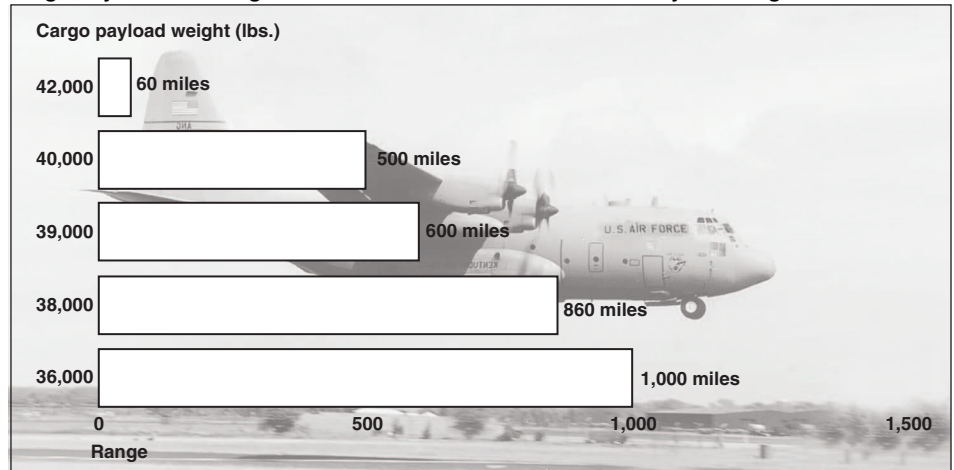 Cargo payload weight (lbs.)
42,000
60 miles
40,000
500 miles
39,000
600 miles
U.S. AIR FORCE
KENTUCKY
38,000
860 miles
36,000
1,000 miles
0 500 1,000 1,500
Range